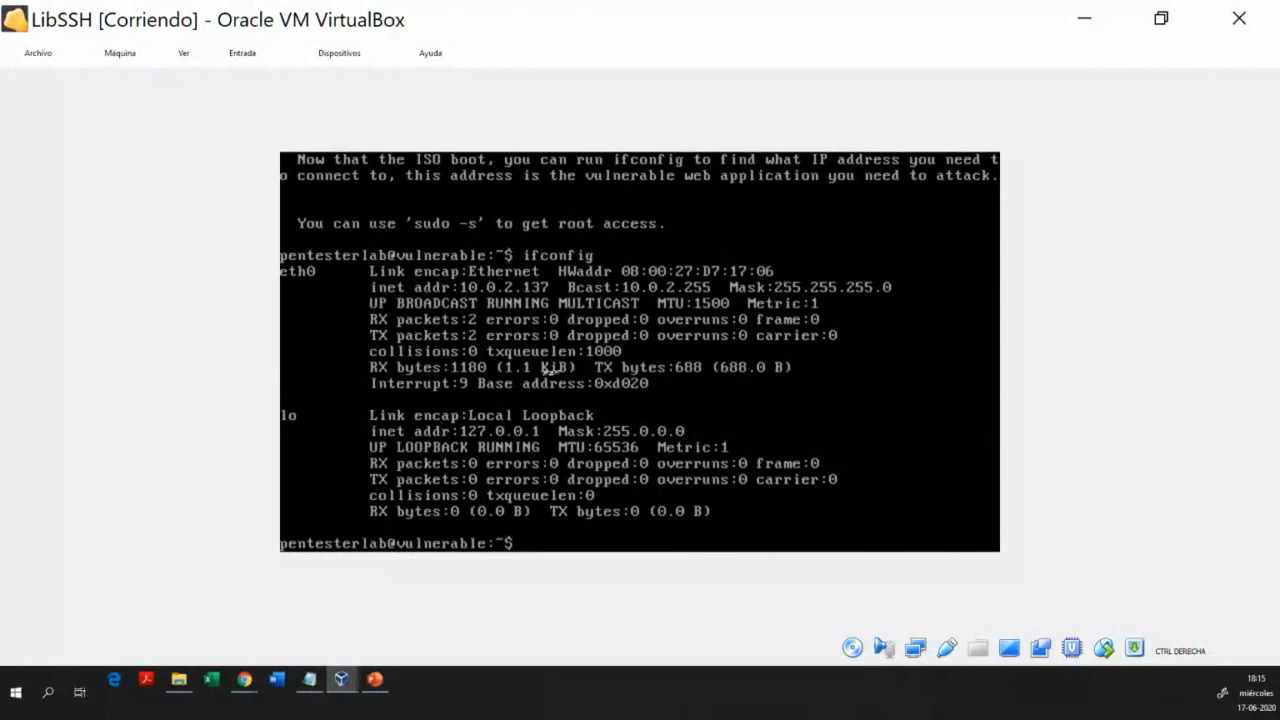 LibSSH [Corriendo] - Oracle VM VirtualBox
Archivo Máquina Ver Entrada Dispositivos Ayuda
Now that the ISO boot, you can run ifconfig to find what IP address you need t
o connect to, this address is the vulnerable web application you need to attack.
You can use 'sudo -s' to get root access.
pentesterlab@vulnerable:~$ ifconfig
eth0 Link encap:Ethernet HWaddr 08:00:27:D7:17:06
inet addr:10.0.2.137 Bcast:10.0.2.255 Mask:255.255.255.0
UP BROADCAST RUNNING MULTICAST MTU:1500 Metric:1
RX packets:2 errors:0 dropped:0 overruns:0 frame:0
TX packets:2 errors:0 dropped:0 overruns:0 carrier:0
collisions:0 txqueuelen:1000
RX bytes:1180 (1.1 KiB) TX bytes:688 (688.0 B)
Interrupt:9 Base address:0xd020
lo Link encap:Local Loopback
inet addr:127.0.0.1 Mask:255.0.0.0
UP LOOPBACK RUNNING MTU:65536 Metric:1
RX packets:0 errors:0 dropped:0 overruns:0 frame:0
TX packets:0 errors:0 dropped:0 overruns:0 carrier:0
collisions:0 txqueuelen:0
RX bytes:0 (0.0 B) TX bytes:0 (0.0 B)
pentesterlab@vulnerable:~$
CTRL DERECHA
18:15
miércoles
17-06-2020